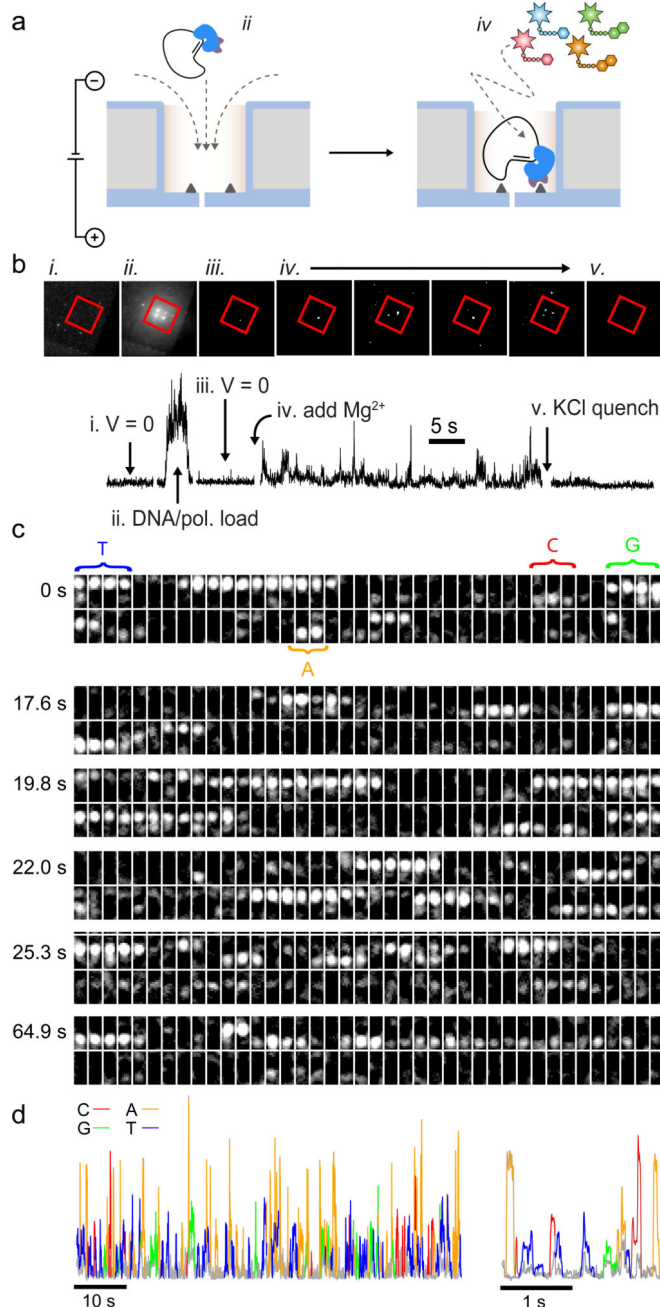 a
ii
iv
−
+
b
i.
ii.
iii.
iv.
v.
i. V = 0
iii. V = 0
iv. add Mg²⁺
5 s
v. KCl quench
ii. DNA/pol. load
c
T
C
G
0 s
A
17.6 s
19.8 s
22.0 s
25.3 s
64.9 s
d
C A
G T
10 s
1 s